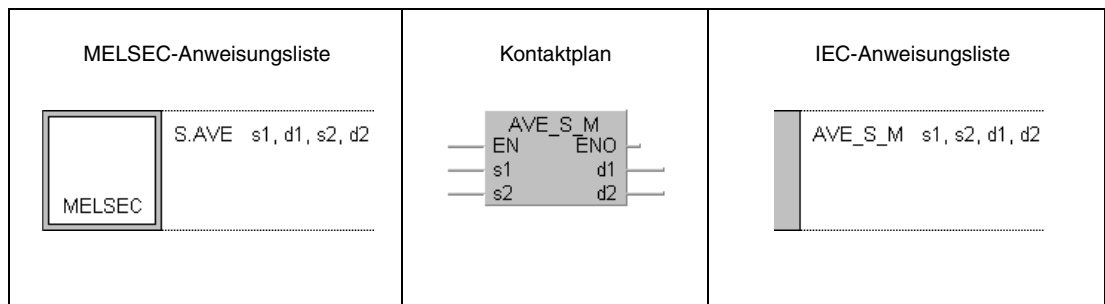 MELSEC-Anweisungsliste
Kontaktplan
IEC-Anweisungsliste
S.AVE s1, d1, s2, d2
MELSEC
AVE_S_M
EN ENO
s1 d1
s2 d2
AVE_S_M s1, s2, d1, d2